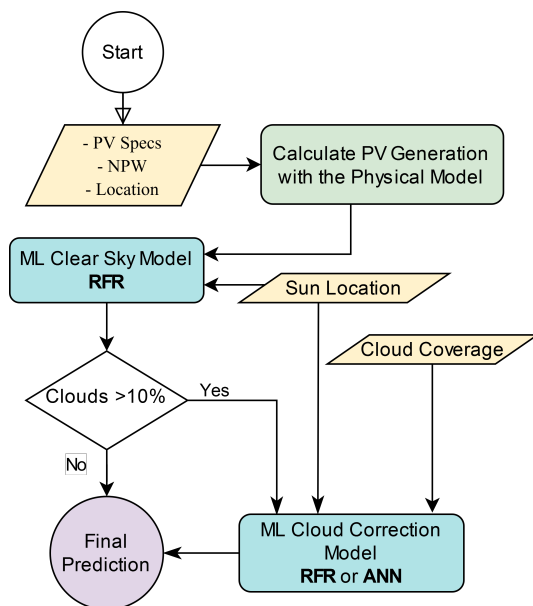 Start
- PV Specs
- NPW
- Location
Calculate PV Generation
with the Physical Model
ML Clear Sky Model
RFR
Sun Location
Cloud Coverage
Clouds >10%
Yes
No
Final
Prediction
ML Cloud Correction
Model
RFR or ANN